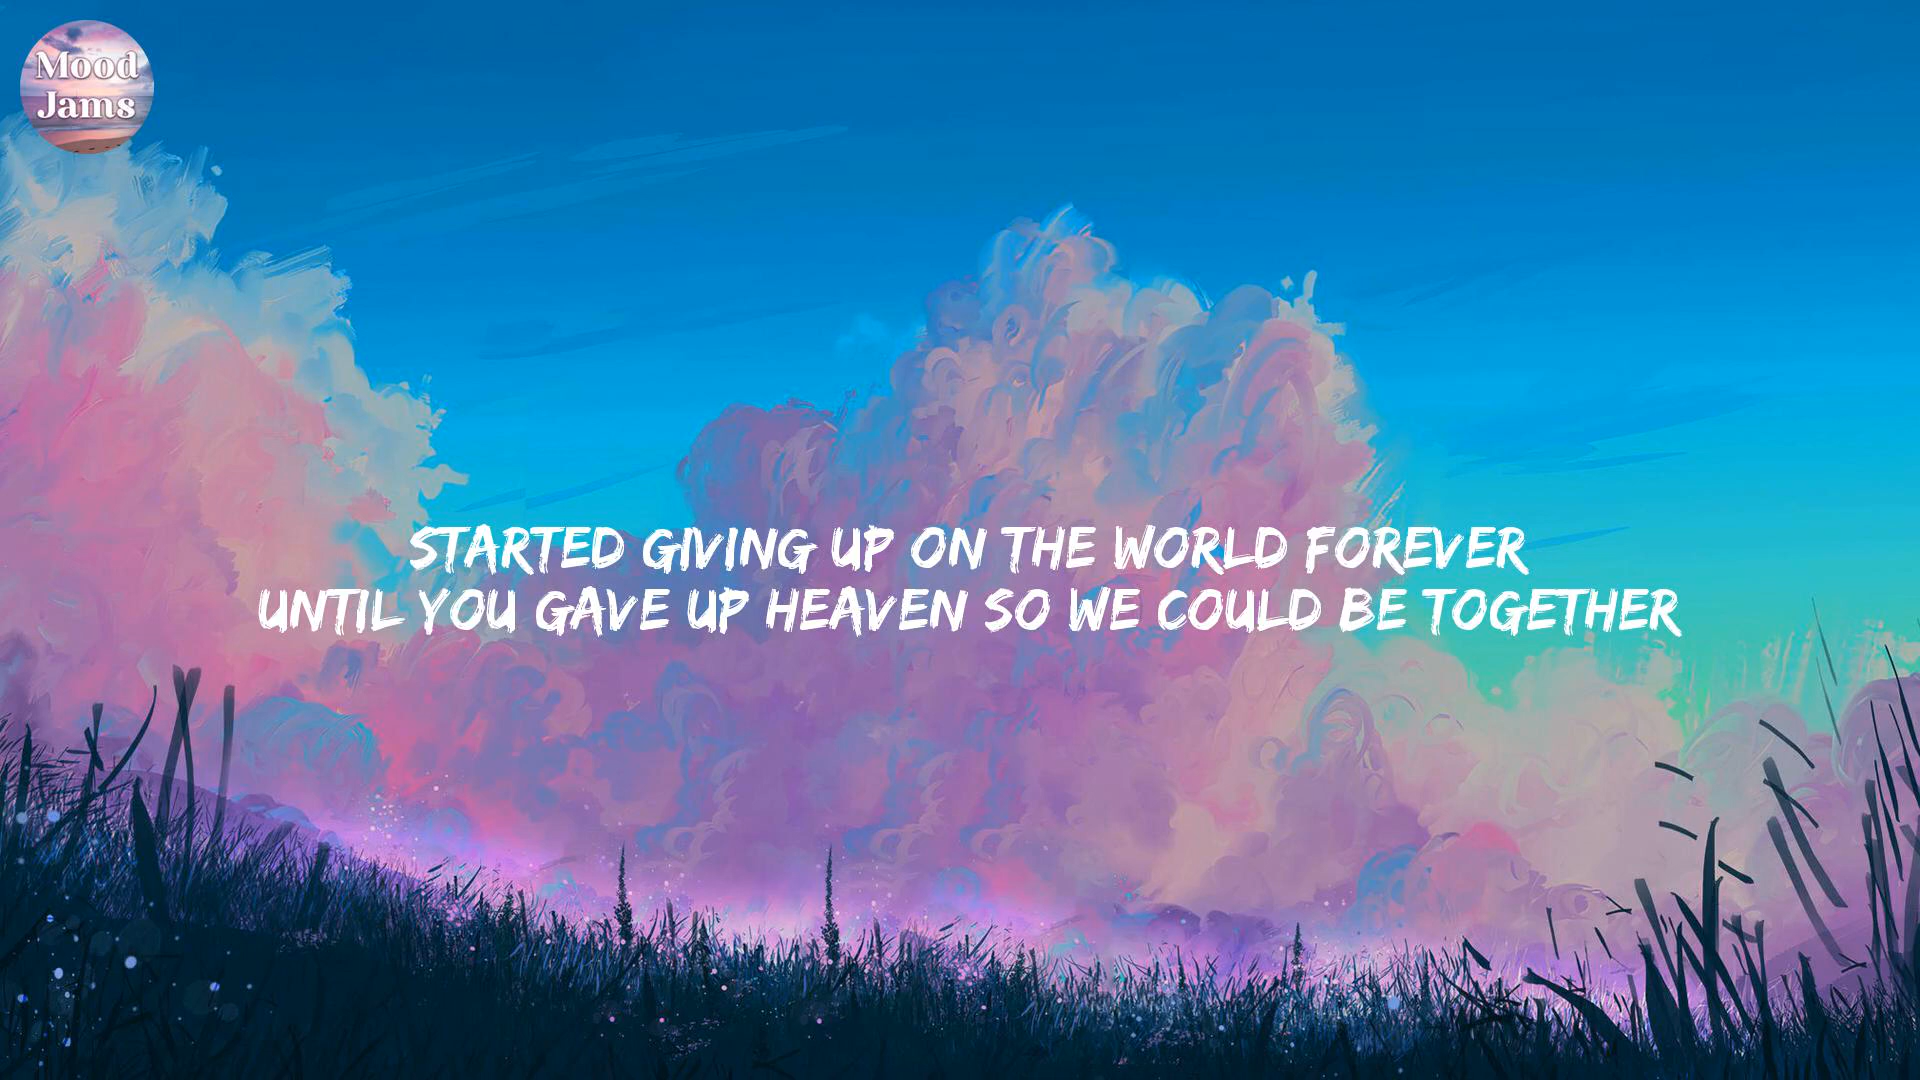 Mood
Jams
STARTED GIVING UP ON THE WORLD FOREVER
UNTIL YOU GAVE UP HEAVEN SO WE COULD BE TOGETHER